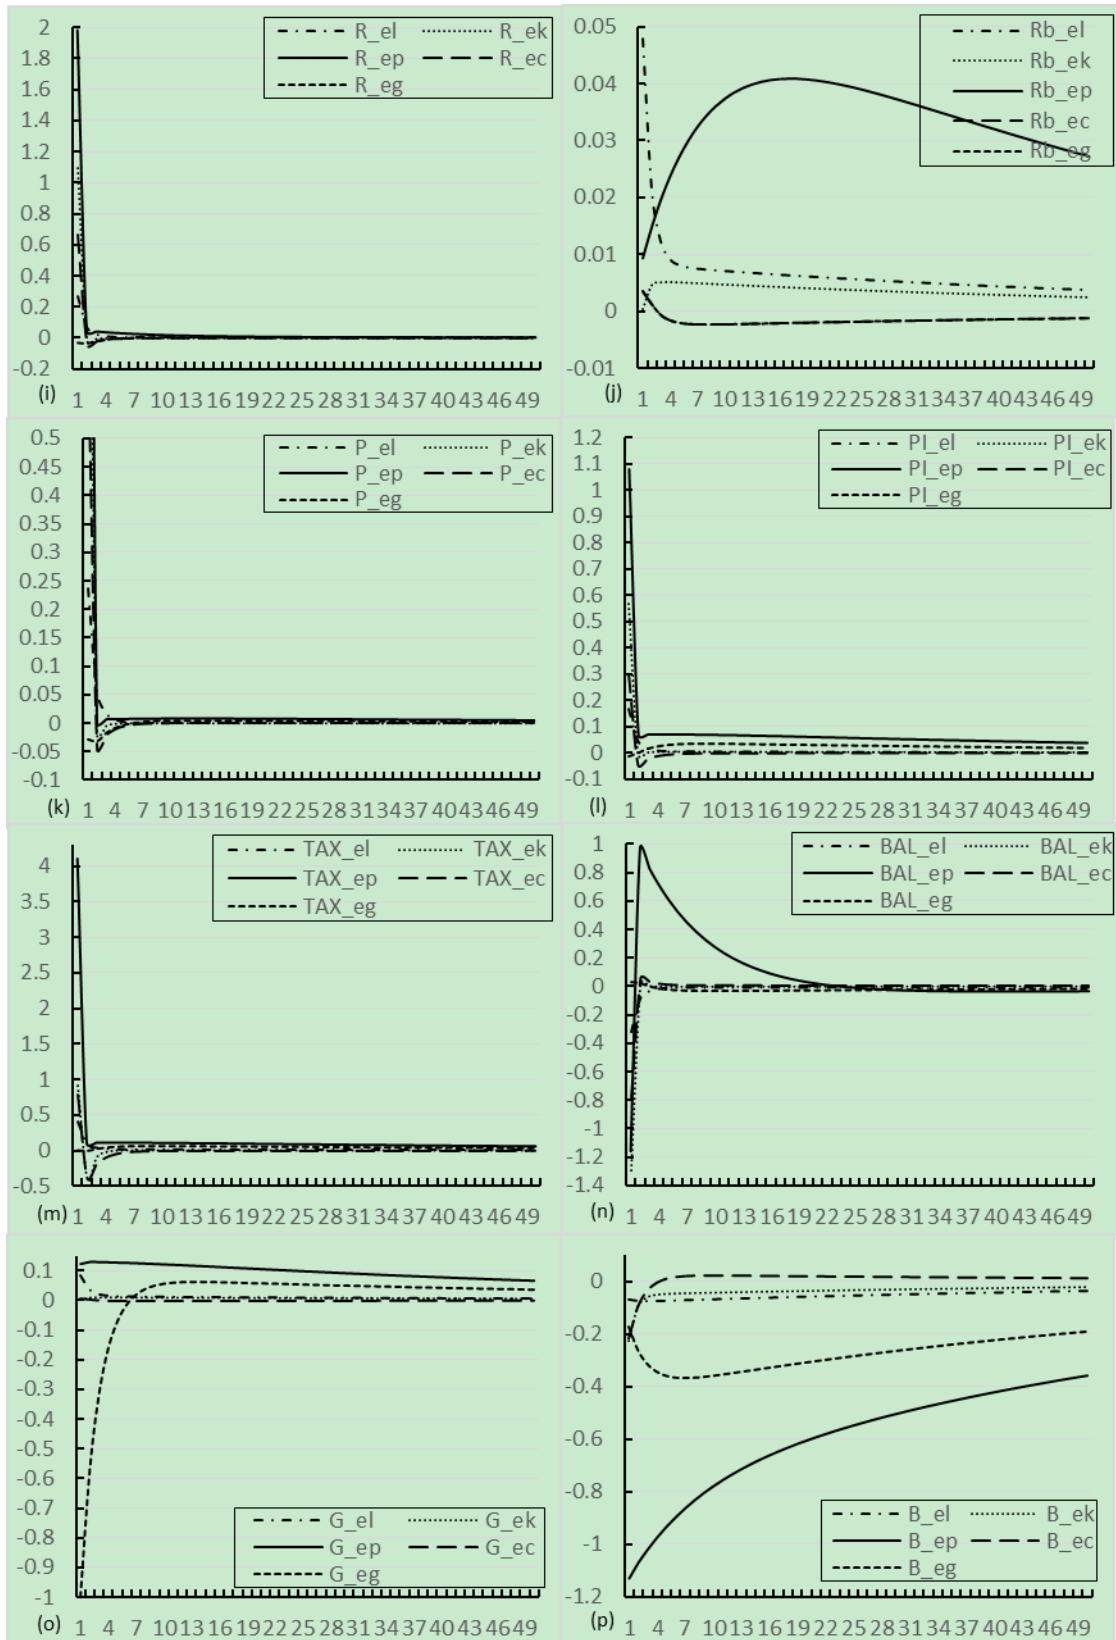 2
R_el R_ek
1.8
R_ep R_ec
1.6
R_eg
1.4
1.2
1
0.8
0.6
0.4
0.2
0
-0.2
(i) 1 4 7 10 13 16 19 22 25 28 31 34 37 40 43 46 49
0.05
Rb_el
Rb_ek
0.04
Rb_ep
Rb_ec
0.03
Rb_eg
0.02
0.01
0
-0.01
(j) 1 4 7 10 13 16 19 22 25 28 31 34 37 40 43 46 49
0.5
P_el P_ek
0.45
P_ep P_ec
0.4
P_eg
0.35
0.3
0.25
0.2
0.15
0.1
0.05
0
-0.05
-0.1
(k) 1 4 7 10 13 16 19 22 25 28 31 34 37 40 43 46 49
1.2
PI_el PI_ek
1.1
PI_ep PI_ec
1
PI_eg
0.9
0.8
0.7
0.6
0.5
0.4
0.3
0.2
0.1
0
-0.1
(l) 1 4 7 10 13 16 19 22 25 28 31 34 37 40 43 46 49
TAX_el TAX_ek
4
TAX_ep TAX_ec
3.5
TAX_eg
3
2.5
2
1.5
1
0.5
0
-0.5
(m) 1 4 7 10 13 16 19 22 25 28 31 34 37 40 43 46 49
1
BAL_el BAL_ek
0.8
BAL_ep BAL_ec
0.6
BAL_eg
0.4
0.2
0
-0.2
-0.4
-0.6
-0.8
-1
-1.2
-1.4
(n) 1 4 7 10 13 16 19 22 25 28 31 34 37 40 43 46 49
0.1
0
-0.1
-0.2
-0.3
-0.4
-0.5
-0.6
-0.7
G_el G_ek
-0.8
G_ep G_ec
-0.9
G_eg
-1
(o) 1 4 7 10 13 16 19 22 25 28 31 34 37 40 43 46 49
0
-0.2
-0.4
-0.6
-0.8
B_el B_ek
-1
B_ep B_ec
B_eg
-1.2
(p) 1 4 7 10 13 16 19 22 25 28 31 34 37 40 43 46 49